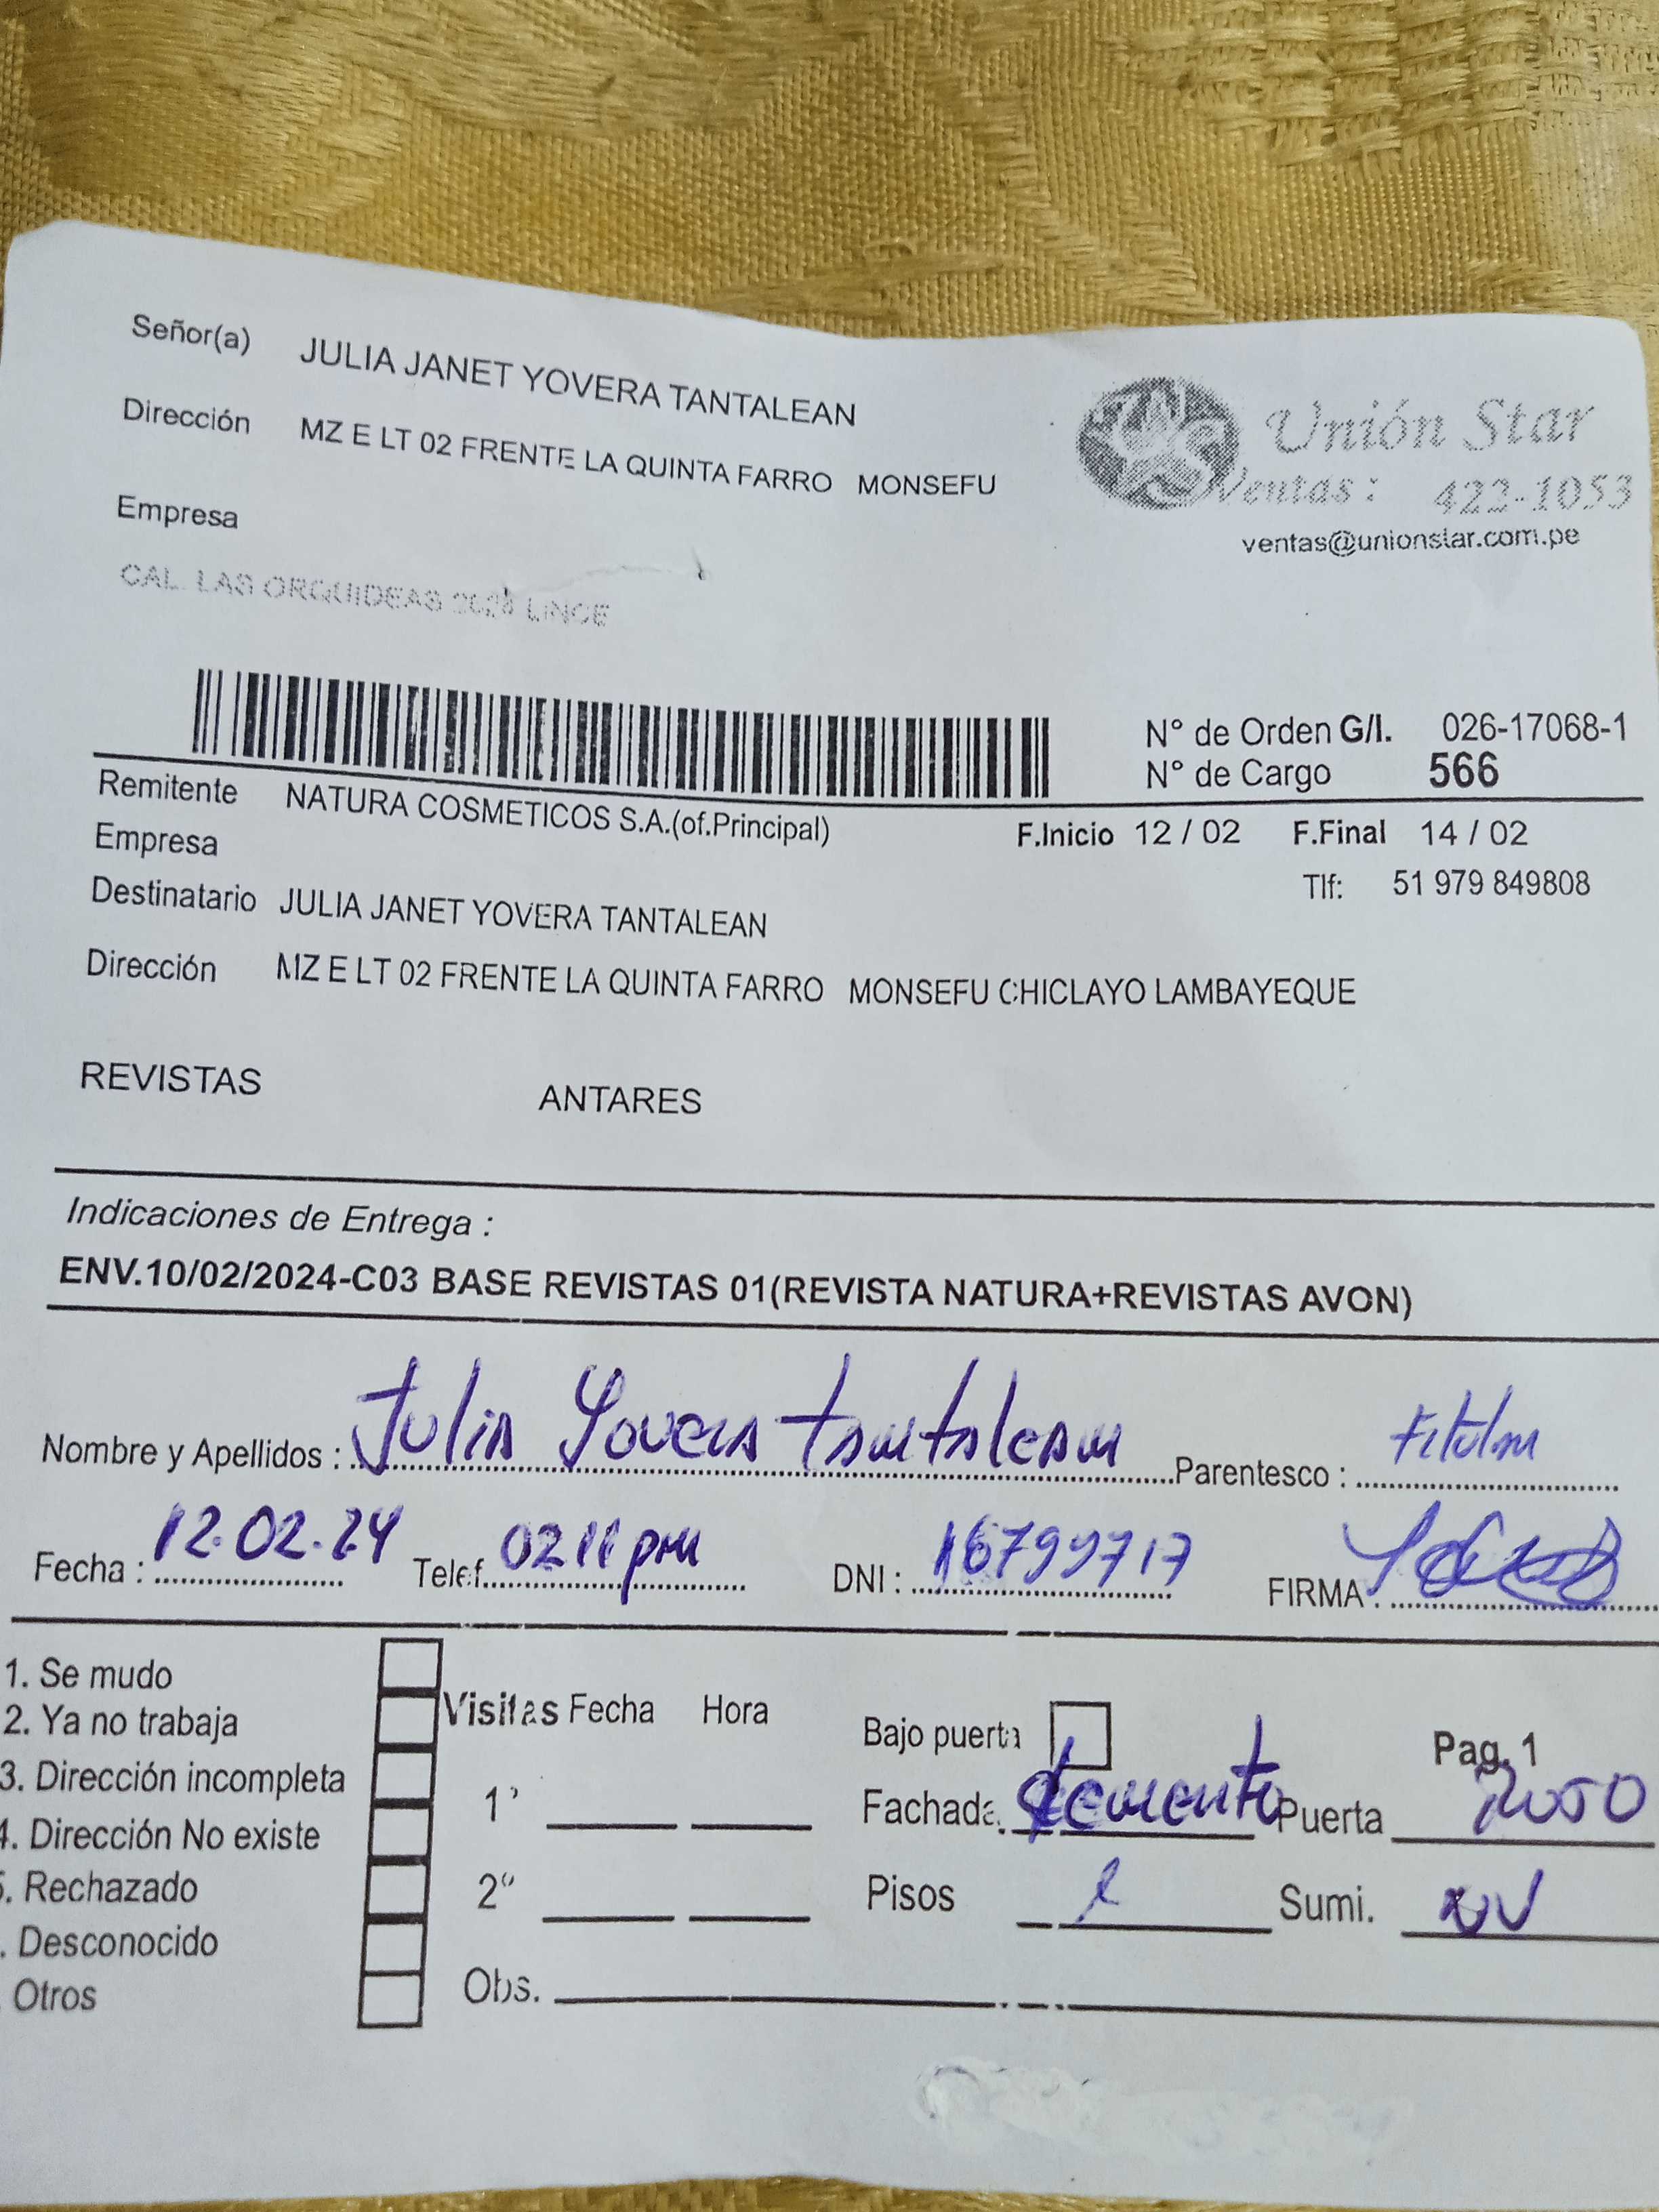 Señor(a) JULIA JANET YOVERA TANTALEAN
Dirección MZ E LT 02 FRENTE LA QUINTA FARRO MONSEFU
Unión Star
Ventas: 422-1053
ventas@unionstar.com.pe
Empresa
CAL. LAS ORQUIDEAS LINCE
N° de Orden G/I. 026-17068-1
N° de Cargo 566
Remitente NATURA COSMETICOS S.A.(of.Principal)
F.Inicio 12 / 02 F.Final 14 / 02
Empresa
Tlf: 51 979 849808
Destinatario JULIA JANET YOVERA TANTALEAN
Dirección MZ E LT 02 FRENTE LA QUINTA FARRO MONSEFU CHICLAYO LAMBAYEQUE
REVISTAS ANTARES
Indicaciones de Entrega :
ENV.10/02/2024-C03 BASE REVISTAS 01(REVISTA NATURA+REVISTAS AVON)
Nombre y Apellidos : Julia Yovera tantalean Parentesco :
Fecha : 12.02.24 Telef. 0211 pm DNI : 16799717 FIRMA :
1. Se mudo
2. Ya no trabaja
3. Dirección incompleta
4. Dirección No existe
5. Rechazado
. Desconocido
Otros
Visitas Fecha Hora
1°
2°
Obs.
Bajo puerta
Pag. 1
Fachada cemento Puerta
Pisos Sumi.